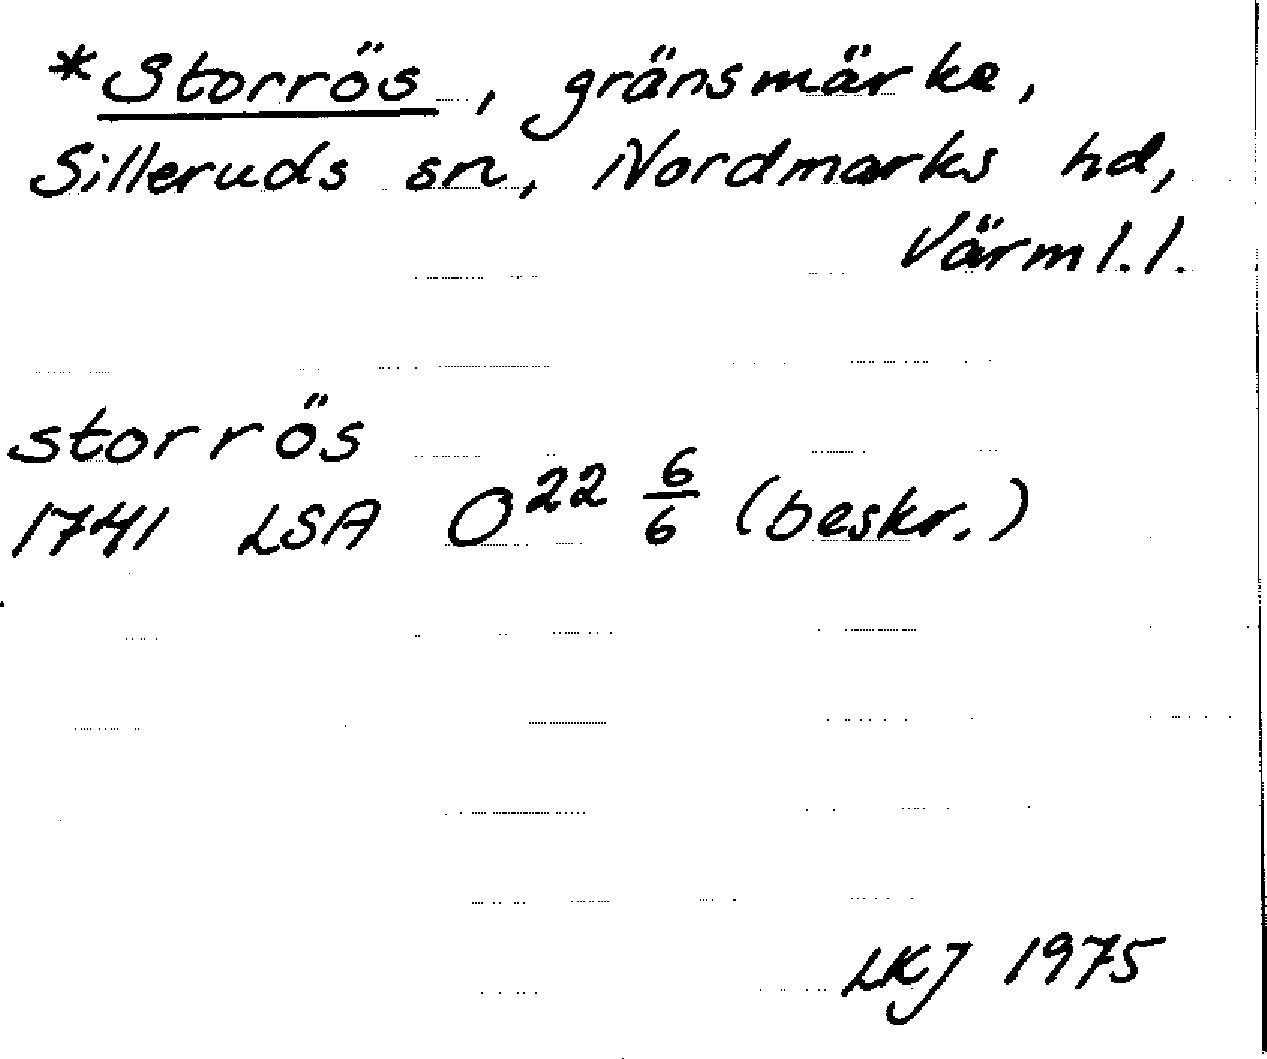 *Storrös, gränsmärke,
Silleruds sn, Nordmarks hd,
Värml.l.
storrös
1741 LSA O²² 6/6 (beskr.)
LKJ 1975